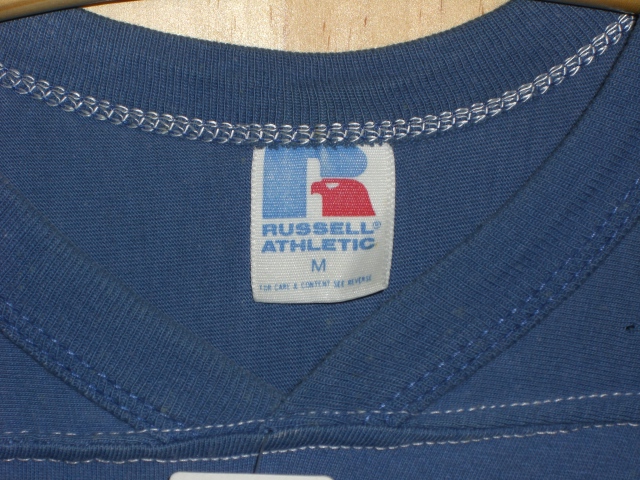 R
RUSSELL®
ATHLETIC
M
FOR CARE & CONTENT SEE REVERSE